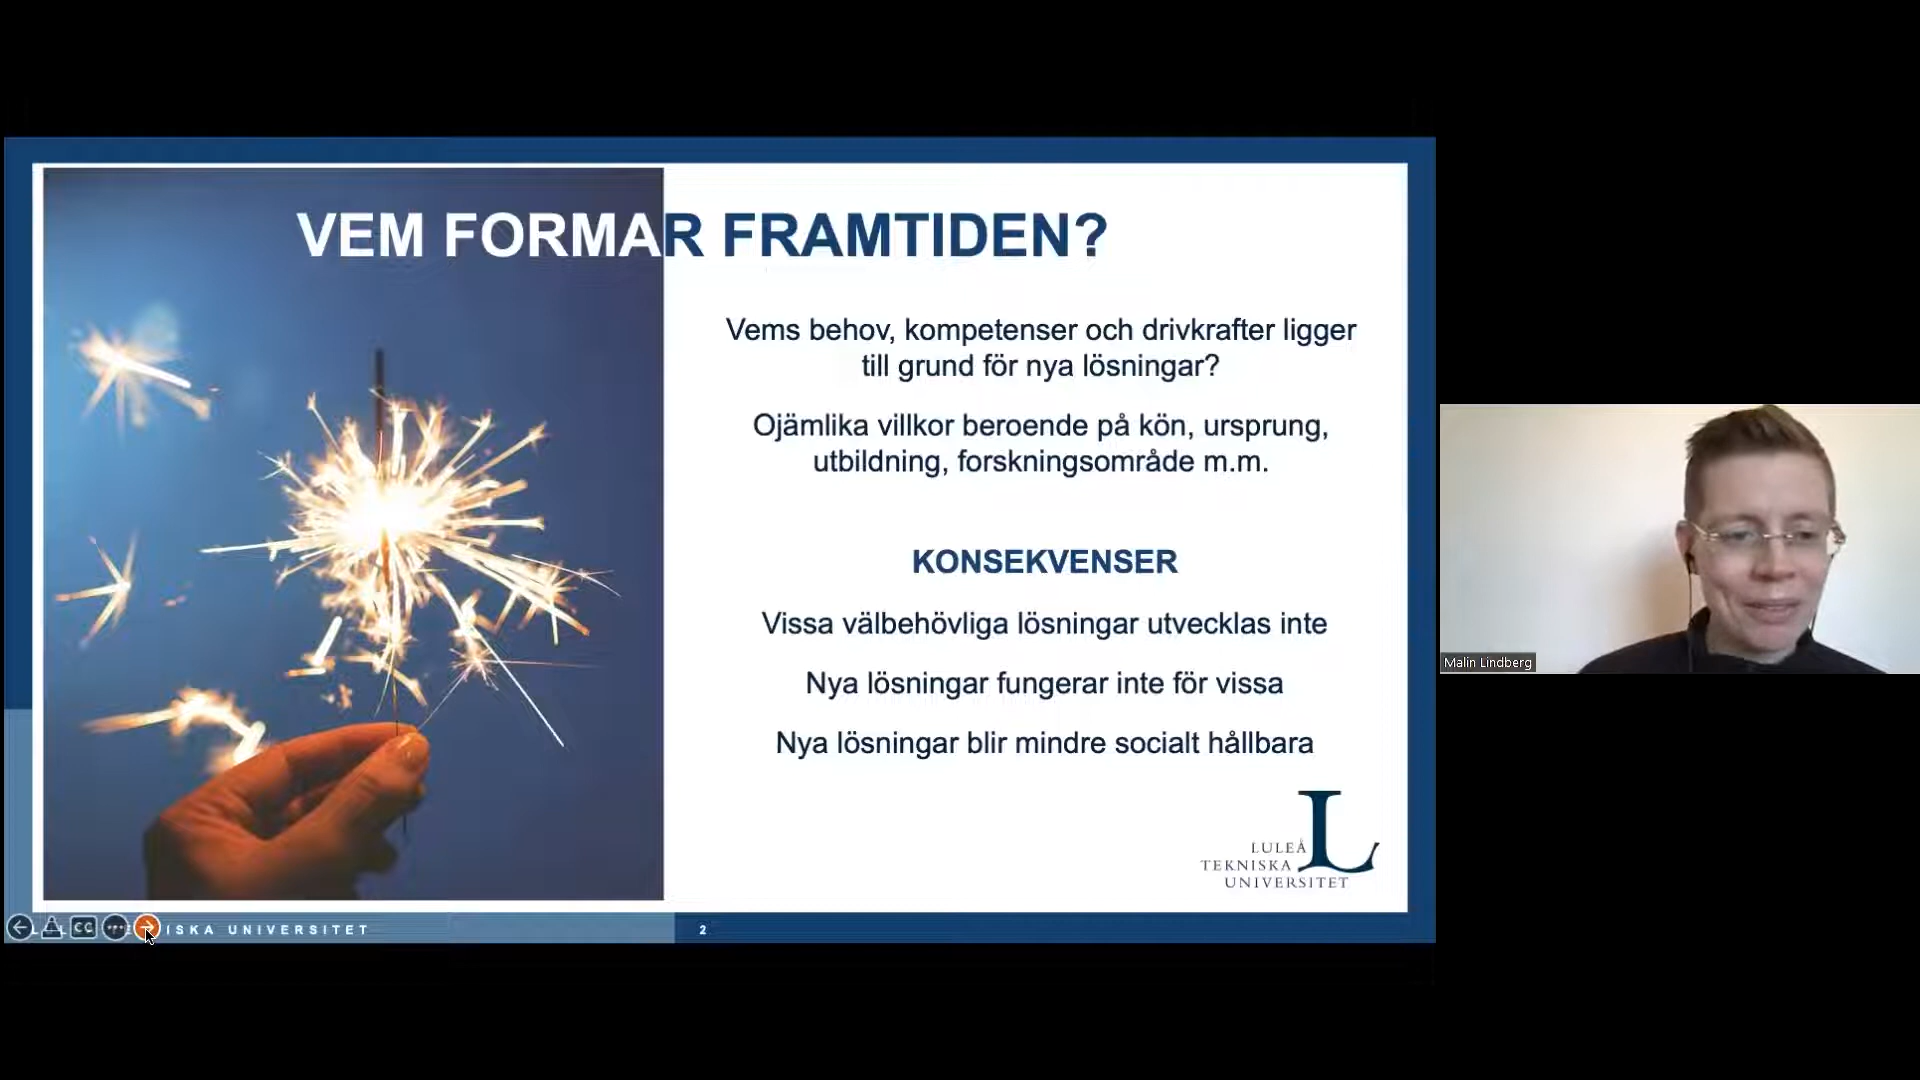 VEM FORMAR FRAMTIDEN?
Vems behov, kompetenser och drivkrafter ligger
till grund för nya lösningar?
Ojämlika villkor beroende på kön, ursprung,
utbildning, forskningsområde m.m.
KONSEKVENSER
Vissa välbehövliga lösningar utvecklas inte
Nya lösningar fungerar inte för vissa
Nya lösningar blir mindre socialt hållbara
L
LULEÅ
TEKNISKA
UNIVERSITET
CC
ISKA UNIVERSITET
2
Malin Lindberg